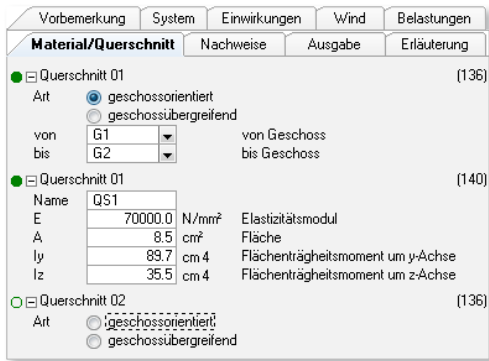 Vorbemerkung System Einwirkungen Wind Belastungen
Material/Querschnitt Nachweise Ausgabe Erläuterung
Querschnitt 01 (136)
Art geschossorientiert
geschossübergreifend
von G1 von Geschoss
bis G2 bis Geschoss
Querschnitt 01 (140)
Name QS1
E 70000.0 N/mm² Elastizitätsmodul
A 8.5 cm² Fläche
Iy 89.7 cm4 Flächenträgheitsmoment um y-Achse
Iz 35.5 cm4 Flächenträgheitsmoment um z-Achse
Querschnitt 02 (136)
Art geschossorientiert
geschossübergreifend